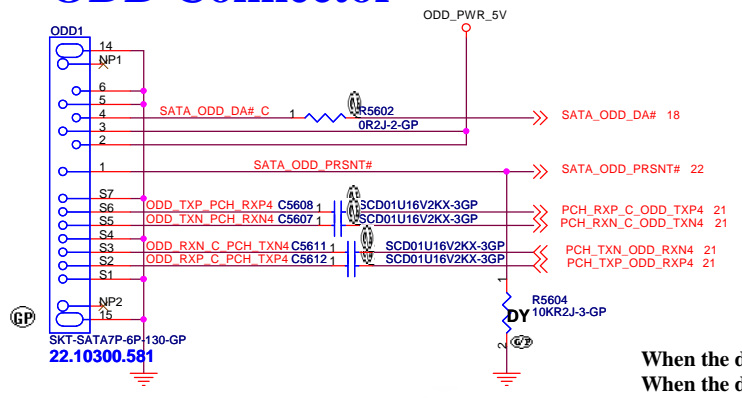 ODD Connector
ODD_PWR_5V
ODD1
14
NP1
6
5
4 SATA_ODD_DA#_C 1 R5602 SATA_ODD_DA# 18
3 0R2J-2-GP
2
1 SATA_ODD_PRSNT# SATA_ODD_PRSNT# 22
S7
S6 ODD_TXP_PCH_RXP4 C5608 1 SCD01U16V2KX-3GP PCH_RXP_C_ODD_TXP4 21
S5 ODD_TXN_PCH_RXN4 C5607 1 SCD01U16V2KX-3GP PCH_RXN_C_ODD_TXN4 21
S4
S3 ODD_RXN_C_PCH_TXN4 C5611 1 SCD01U16V2KX-3GP PCH_TXN_ODD_RXN4 21
S2 ODD_RXP_C_PCH_TXP4 C5612 1 SCD01U16V2KX-3GP PCH_TXP_ODD_RXP4 21
S1
1
NP2 R5604
GP 15 DY 10KR2J-3-GP
2
SKT-SATA7P-6P-130-GP
22.10300.581
When the d
When the d